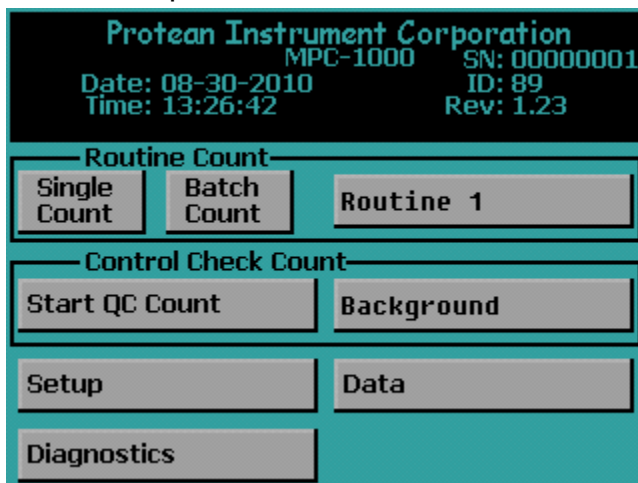 Protean Instrument Corporation
MPC-1000 SN: 00000001
Date: 08-30-2010 ID: 89
Time: 13:26:42 Rev: 1.23
Routine Count
Single Count
Batch Count
Routine 1
Control Check Count
Start QC Count
Background
Setup
Data
Diagnostics